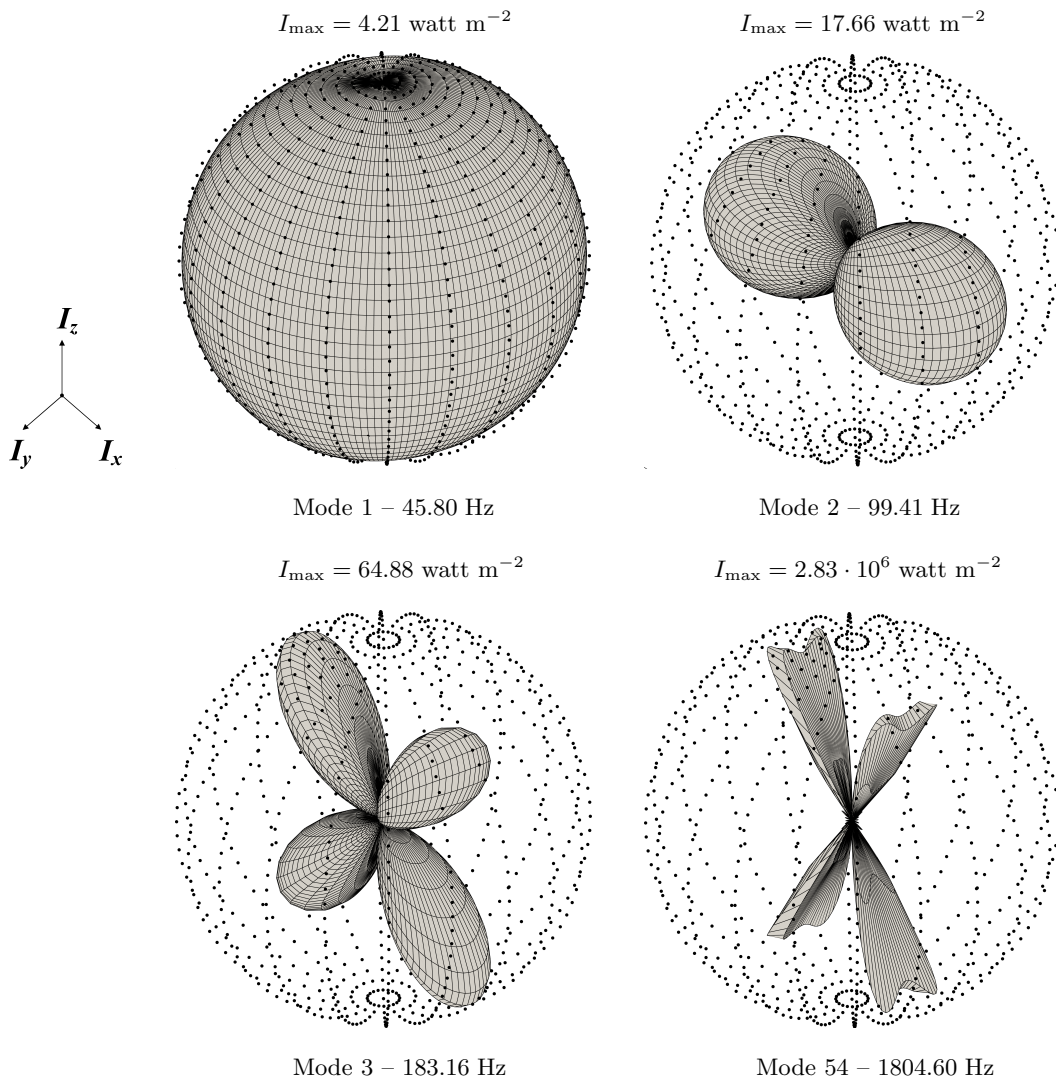 I_max = 4.21 watt m⁻²
I_max = 17.66 watt m⁻²
I_z
I_y
I_x
Mode 1 – 45.80 Hz
Mode 2 – 99.41 Hz
I_max = 64.88 watt m⁻²
I_max = 2.83 · 10⁶ watt m⁻²
Mode 3 – 183.16 Hz
Mode 54 – 1804.60 Hz